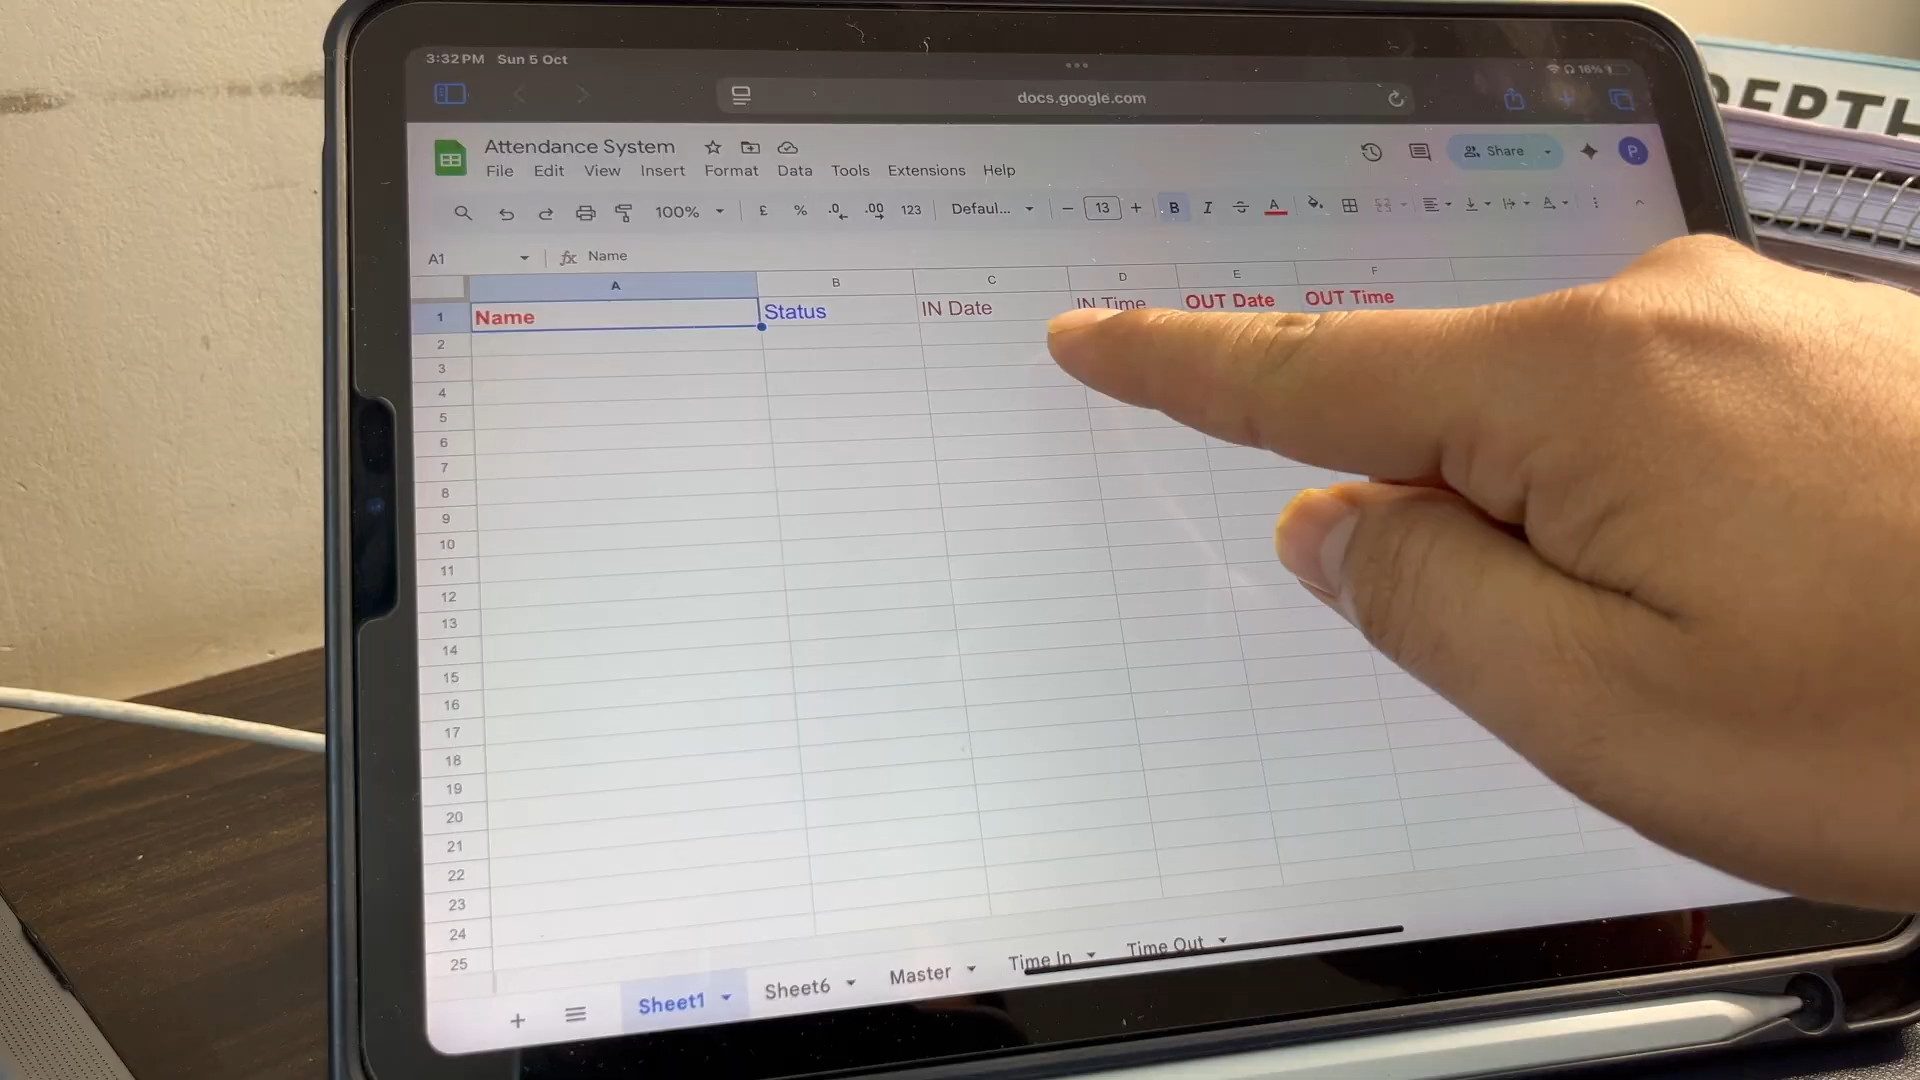 3:32 PM Sun 5 Oct
16%
docs.google.com
DEPTH
Attendance System
Share
P
File Edit View Insert Format Data Tools Extensions Help
100% £ % .0 .00 123 Defaul... − 13 + B I A
A1 fx Name
A B C D E F
1 Name Status IN Date IN Time OUT Date OUT Time
2
3
4
5
6
7
8
9
10
11
12
13
14
15
16
17
18
19
20
21
22
23
24
25
+ Sheet1 Sheet6 Master Time In Time Out